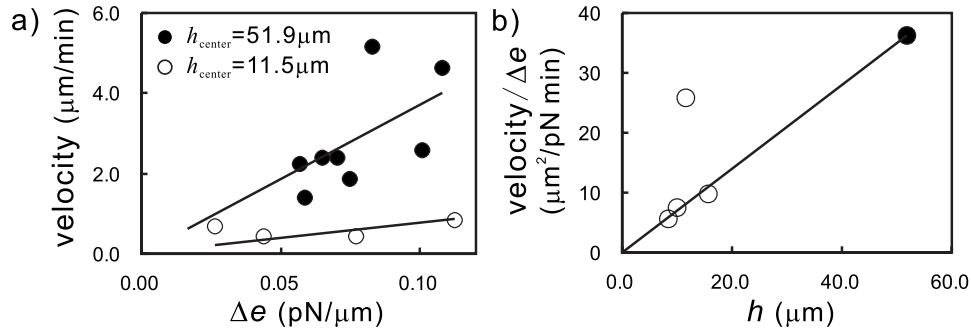 a)
velocity (μm/min)
6.0
4.0
2.0
0.0
h center=51.9μm
h center=11.5μm
0.00
0.05
0.10
Δe (pN/μm)
b)
velocity/Δe
(μm²/pN min)
40
30
20
10
0
0.0
20.0
40.0
60.0
h (μm)